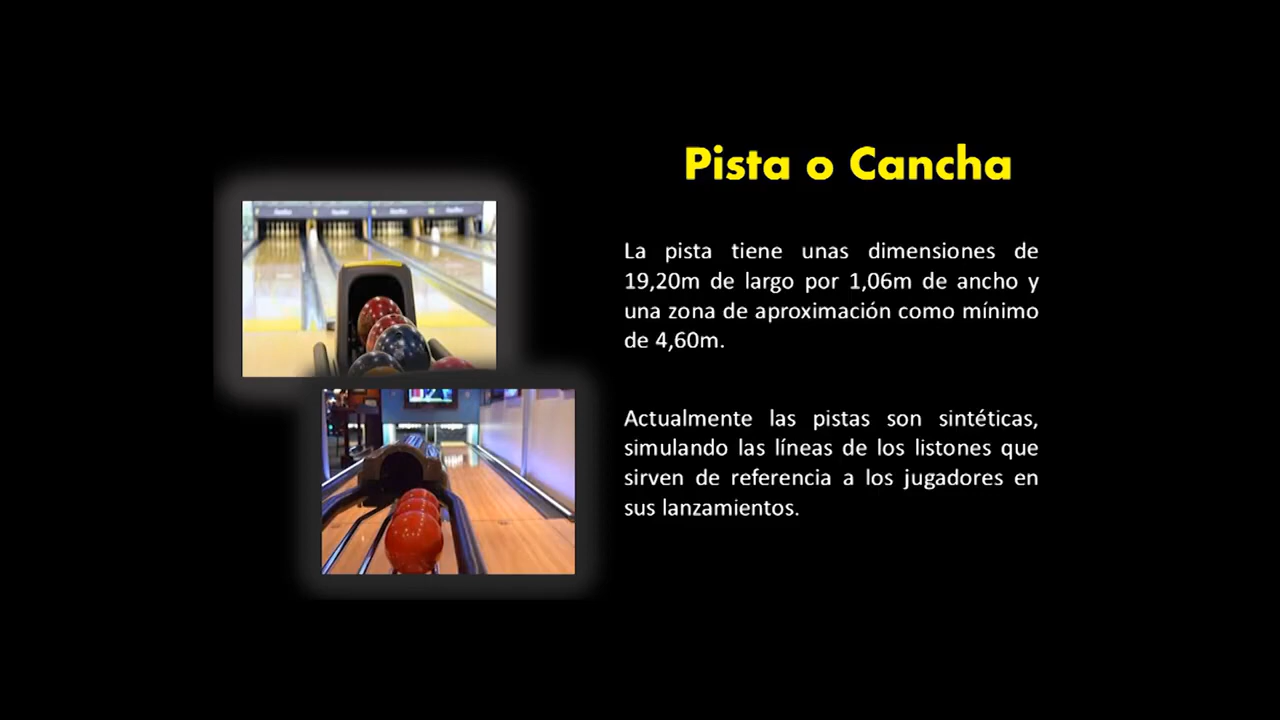 Pista o Cancha
La pista tiene unas dimensiones de
19,20m de largo por 1,06m de ancho y
una zona de aproximación como mínimo
de 4,60m.
Actualmente las pistas son sintéticas,
simulando las líneas de los listones que
sirven de referencia a los jugadores en
sus lanzamientos.